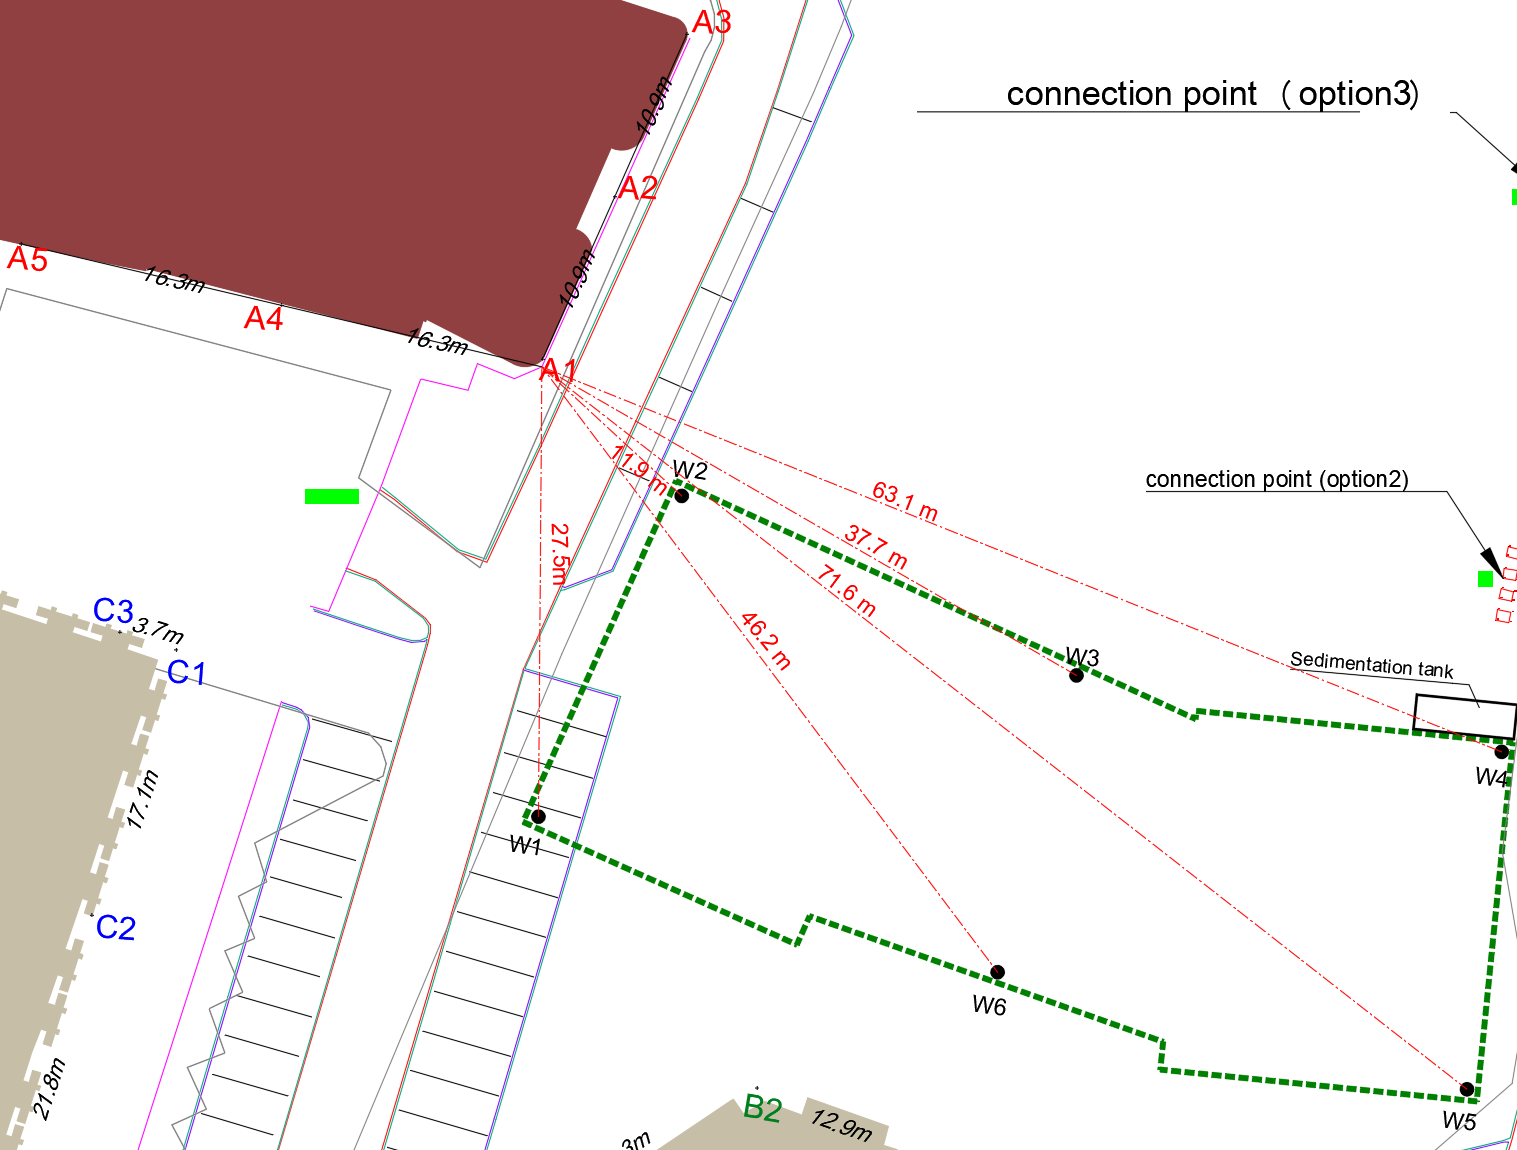 A3
connection point （option3）
10.9m
A2
A5
16.3m
10.9m
A4
16.3m
A1
11.9 m
W2
connection point (option2)
63.1 m
27.5m
37.7 m
71.6 m
C3
3.7m
46.2 m
W3
Sedimentation tank
C1
W4
17.1m
W1
C2
W6
21.8m
B2
12.9m
W5
3m